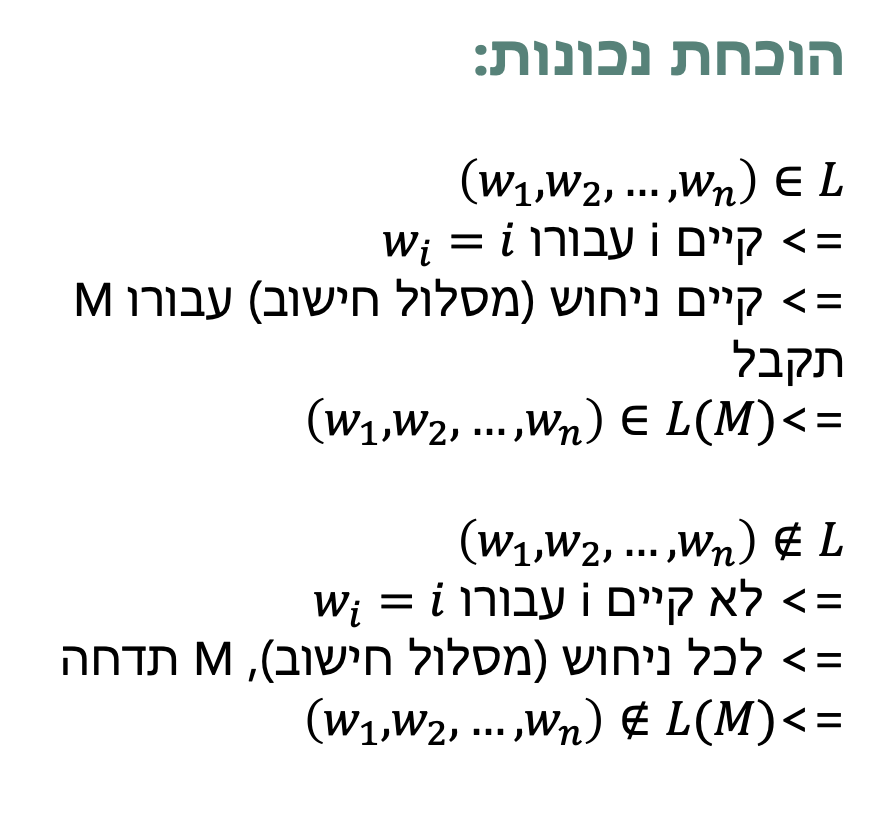 הוכחת נכונות:
(w₁,w₂, … ,wₙ) ∈ L
=> קיים i עבורו wᵢ = i
=> קיים ניחוש (מסלול חישוב) עבורו M
תקבל
=>(w₁,w₂, … ,wₙ) ∈ L(M)
(w₁,w₂, … ,wₙ) ∉ L
=> לא קיים i עבורו wᵢ = i
=> לכל ניחוש (מסלול חישוב), M תדחה
=>(w₁,w₂, … ,wₙ) ∉ L(M)